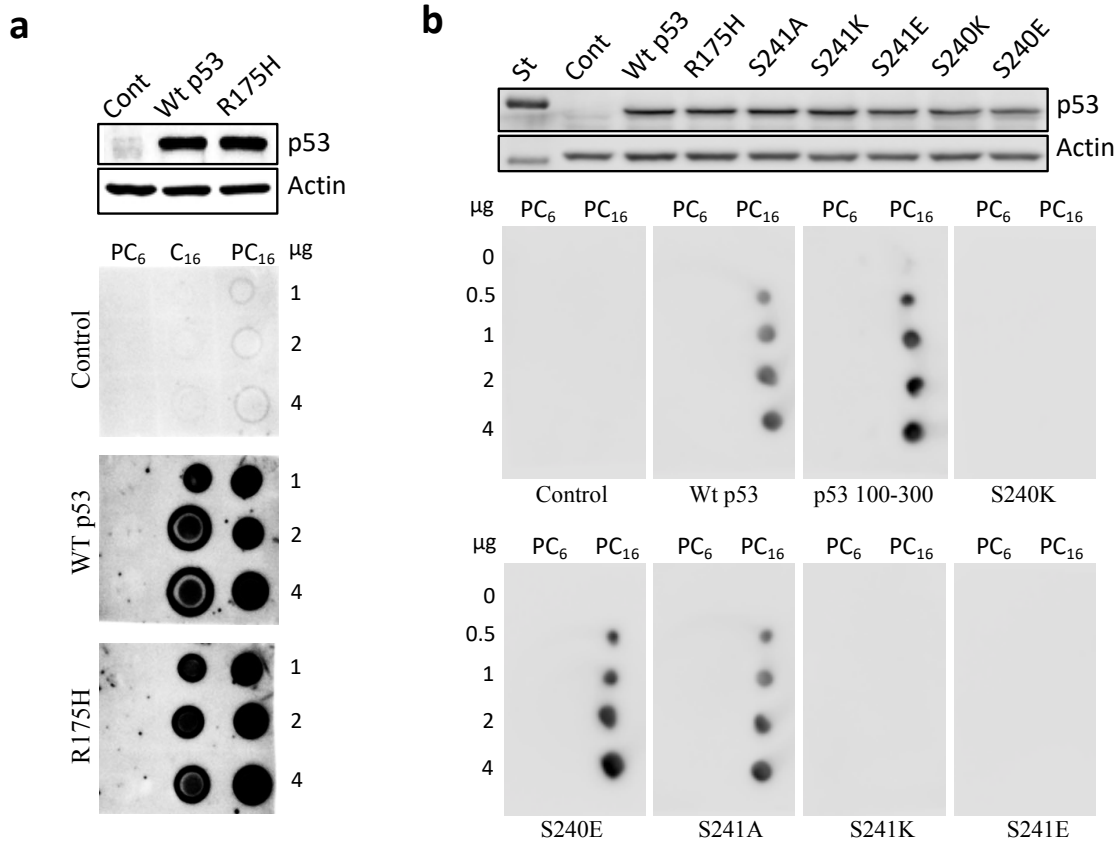 a
Cont Wt p53 R175H
p53
Actin
PC₆ C₁₆ PC₁₆ µg
Control
1
2
4
WT p53
1
2
4
R175H
1
2
4
b
St Cont Wt p53 R175H S241A S241K S241E S240K S240E
p53
Actin
µg PC₆ PC₁₆ PC₆ PC₁₆ PC₆ PC₁₆ PC₆ PC₁₆
0
0.5
1
2
4
Control Wt p53 p53 100-300 S240K
µg PC₆ PC₁₆ PC₆ PC₁₆ PC₆ PC₁₆ PC₆ PC₁₆
0
0.5
1
2
4
S240E S241A S241K S241E